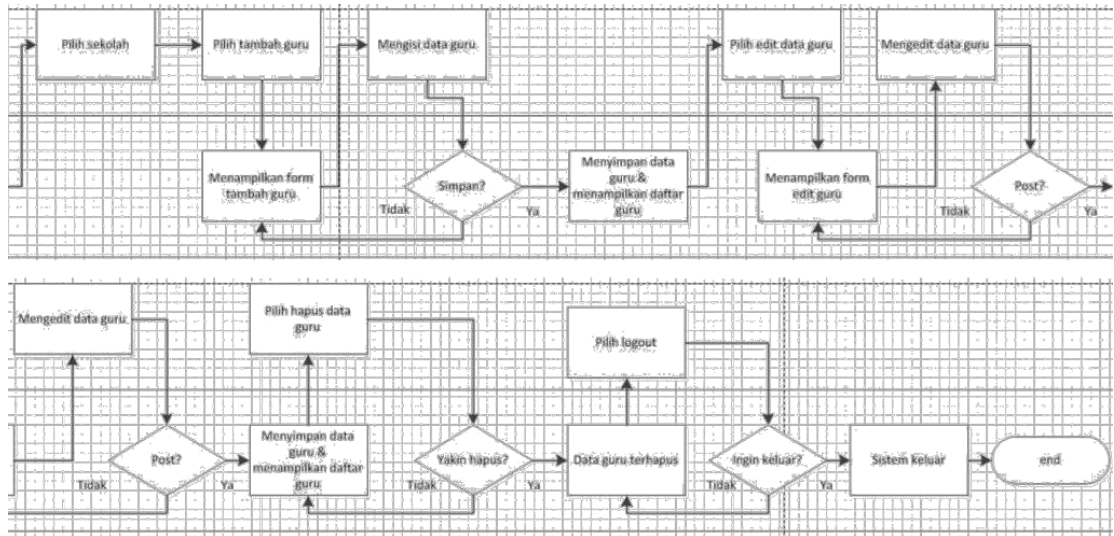 Pilih sekolah
Pilih tambah guru
Mengisi data guru
Pilih edit data guru
Mengedit data guru
Menampilkan form
tambah guru
Simpan?
Tidak
Ya
Menyimpan data
guru &
menampilkan daftar
guru
Menampilkan form
edit guru
Post?
Tidak
Ya
Mengedit data guru
Pilih hapus data
guru
Pilih logout
Post?
Tidak
Ya
Menyimpan data
guru &
menampilkan daftar
guru
Yakin hapus?
Tidak
Ya
Data guru terhapus
Ingin keluar?
Tidak
Ya
Sistem keluar
end